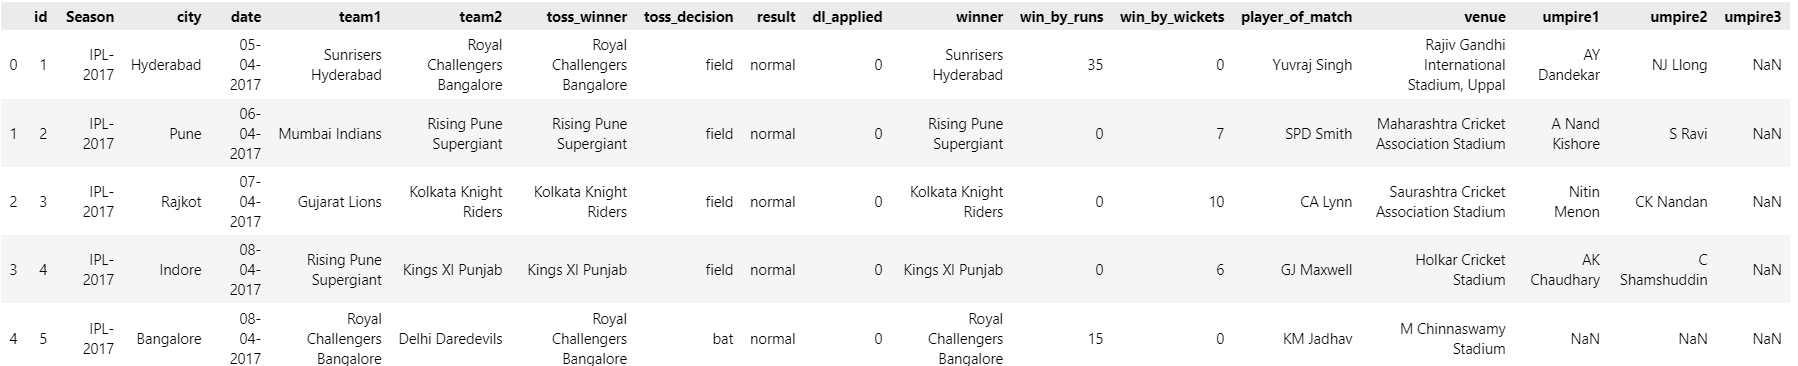 id Season city date team1 team2 toss_winner toss_decision result dl_applied winner win_by_runs win_by_wickets player_of_match venue umpire1 umpire2 umpire3
0 1 IPL-2017 Hyderabad 05-04-2017 Sunrisers Hyderabad Royal Challengers Bangalore Royal Challengers Bangalore field normal 0 Sunrisers Hyderabad 35 0 Yuvraj Singh Rajiv Gandhi International Stadium, Uppal AY Dandekar NJ Llong NaN
1 2 IPL-2017 Pune 06-04-2017 Mumbai Indians Rising Pune Supergiant Rising Pune Supergiant field normal 0 Rising Pune Supergiant 0 7 SPD Smith Maharashtra Cricket Association Stadium A Nand Kishore S Ravi NaN
2 3 IPL-2017 Rajkot 07-04-2017 Gujarat Lions Kolkata Knight Riders Kolkata Knight Riders field normal 0 Kolkata Knight Riders 0 10 CA Lynn Saurashtra Cricket Association Stadium Nitin Menon CK Nandan NaN
3 4 IPL-2017 Indore 08-04-2017 Rising Pune Supergiant Kings XI Punjab Kings XI Punjab field normal 0 Kings XI Punjab 0 6 GJ Maxwell Holkar Cricket Stadium AK Chaudhary C Shamshuddin NaN
4 5 IPL-2017 Bangalore 08-04-2017 Royal Challengers Bangalore Delhi Daredevils Royal Challengers Bangalore bat normal 0 Royal Challengers Bangalore 15 0 KM Jadhav M Chinnaswamy Stadium NaN NaN NaN